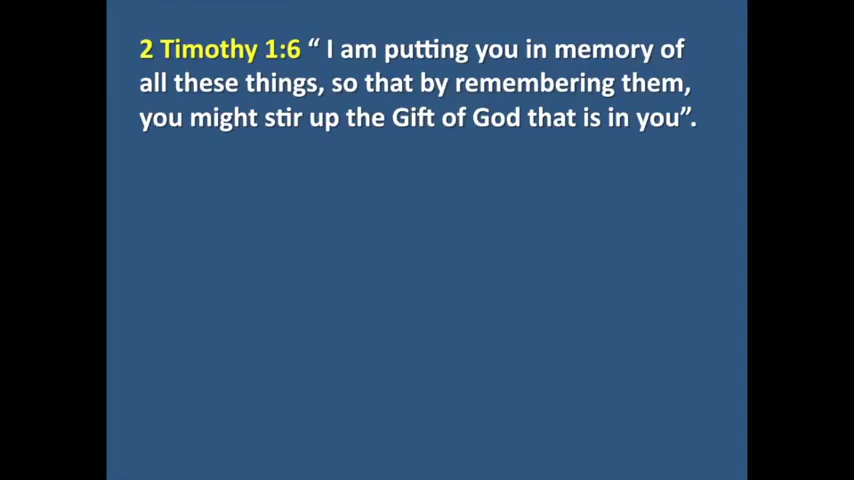 2 Timothy 1:6 “ I am putting you in memory of
all these things, so that by remembering them,
you might stir up the Gift of God that is in you”.